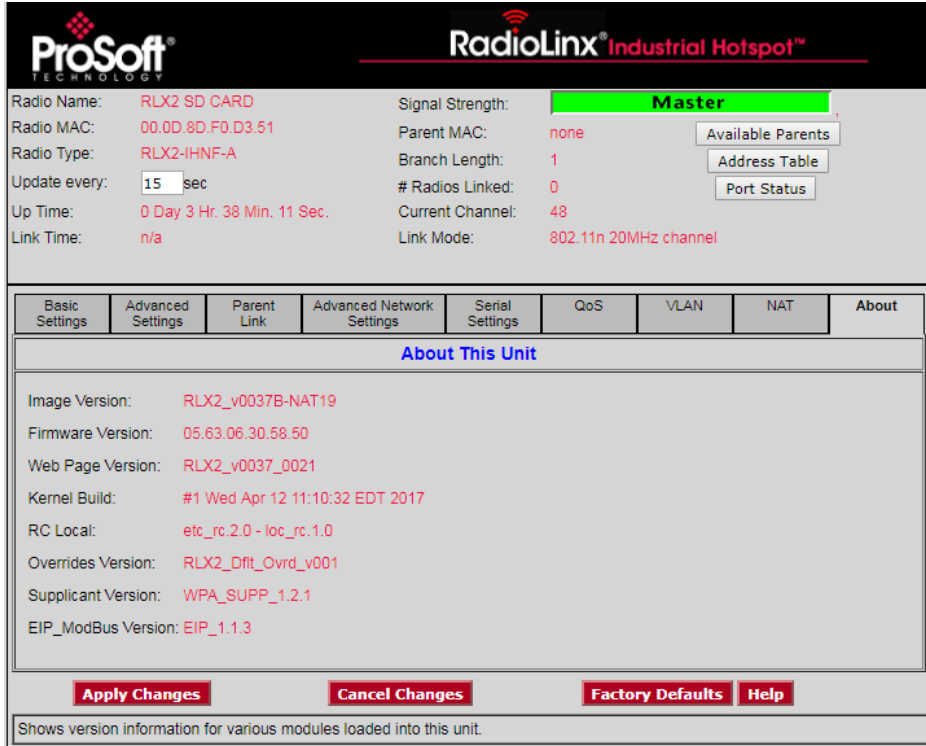 ProSoft®
TECHNOLOGY
RadioLinx® Industrial Hotspot™
Radio Name: RLX2 SD CARD
Radio MAC: 00.0D.8D.F0.D3.51
Radio Type: RLX2-IHNF-A
Update every: 15 sec
Up Time: 0 Day 3 Hr. 38 Min. 11 Sec.
Link Time: n/a
Signal Strength: Master ,
Parent MAC: none Available Parents
Branch Length: 1 Address Table
# Radios Linked: 0 Port Status
Current Channel: 48
Link Mode: 802.11n 20MHz channel
Basic Settings
Advanced Settings
Parent Link
Advanced Network Settings
Serial Settings
QoS
VLAN
NAT
About
About This Unit
Image Version: RLX2_v0037B-NAT19
Firmware Version: 05.63.06.30.58.50
Web Page Version: RLX2_v0037_0021
Kernel Build: #1 Wed Apr 12 11:10:32 EDT 2017
RC Local: etc_rc.2.0 - loc_rc.1.0
Overrides Version: RLX2_Dflt_Ovrd_v001
Supplicant Version: WPA_SUPP_1.2.1
EIP_ModBus Version: EIP_1.1.3
Apply Changes Cancel Changes Factory Defaults Help
Shows version information for various modules loaded into this unit.